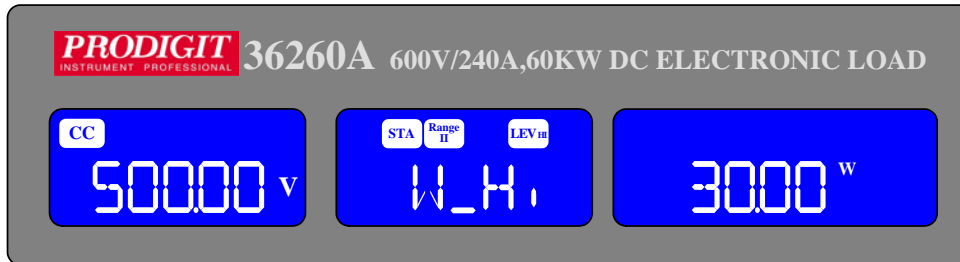 PRODIGIT
INSTRUMENT PROFESSIONAL
36260A 600V/240A,60KW DC ELECTRONIC LOAD
CC
500.00 V
STA Range II LEV HI
W_Hi
30.00 W